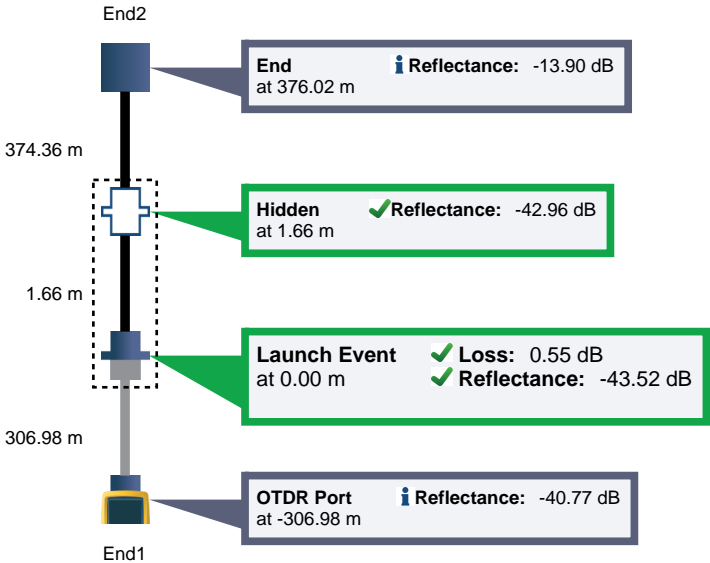 End2
End
i Reflectance: -13.90 dB
at 376.02 m
374.36 m
Hidden
Reflectance: -42.96 dB
at 1.66 m
1.66 m
Launch Event
Loss: 0.55 dB
at 0.00 m
Reflectance: -43.52 dB
306.98 m
OTDR Port
i Reflectance: -40.77 dB
at -306.98 m
End1